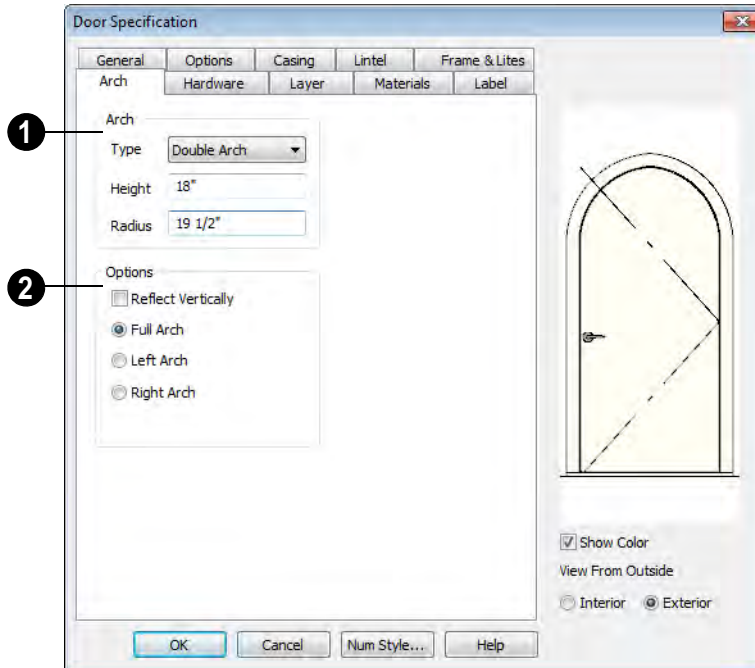 Door Specification
General Options Casing Lintel Frame & Lites
Arch Hardware Layer Materials Label
1
Arch
Type Double Arch
Height 18"
Radius 19 1/2"
2
Options
Reflect Vertically
Full Arch
Left Arch
Right Arch
Show Color
View From Outside
Interior Exterior
OK Cancel Num Style... Help